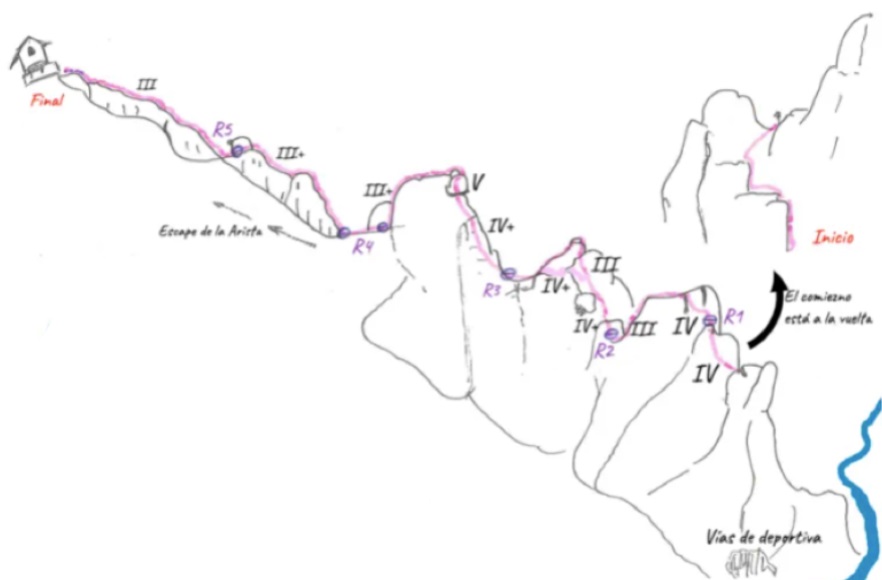 Final
III
R5
III+
Escape de la Arista
III+
R4
V
IV+
R3
IV+
III
IV+
R2
III
IV
R1
IV
Inicio
El comiezno
está a la vuelta
Vías de deportiva